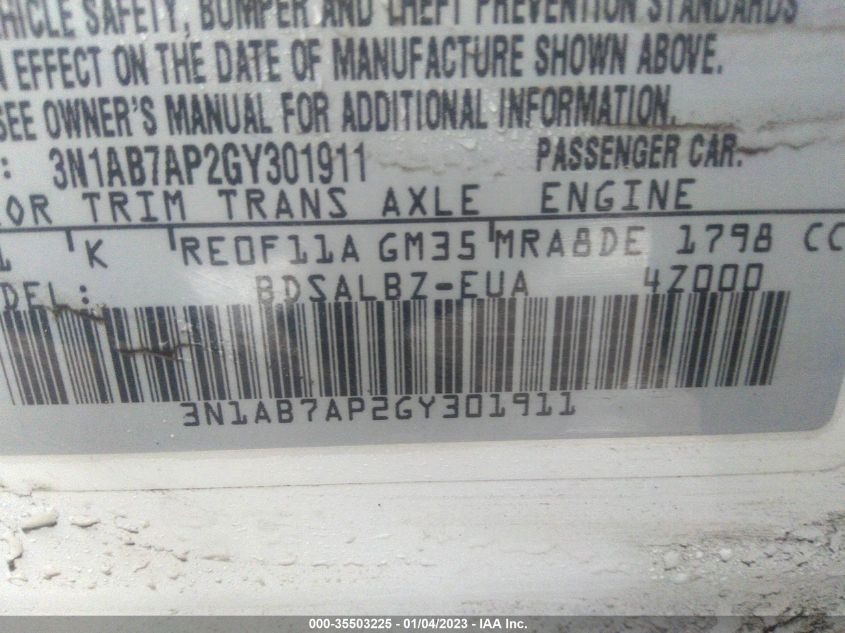 VEHICLE SAFETY, BUMPER AND THEFT PREVENTION STANDARDS
N EFFECT ON THE DATE OF MANUFACTURE SHOWN ABOVE.
SEE OWNER'S MANUAL FOR ADDITIONAL INFORMATION.
: 3N1AB7AP2GY301911 PASSENGER CAR.
OR TRIM TRANS AXLE ENGINE
K RE0F11A GM35 MRA8DE 1798 CC
DEL: BDSALBZ-EUA 4Z000
3N1AB7AP2GY301911
000-35503225 - 01/04/2023 - IAA Inc.